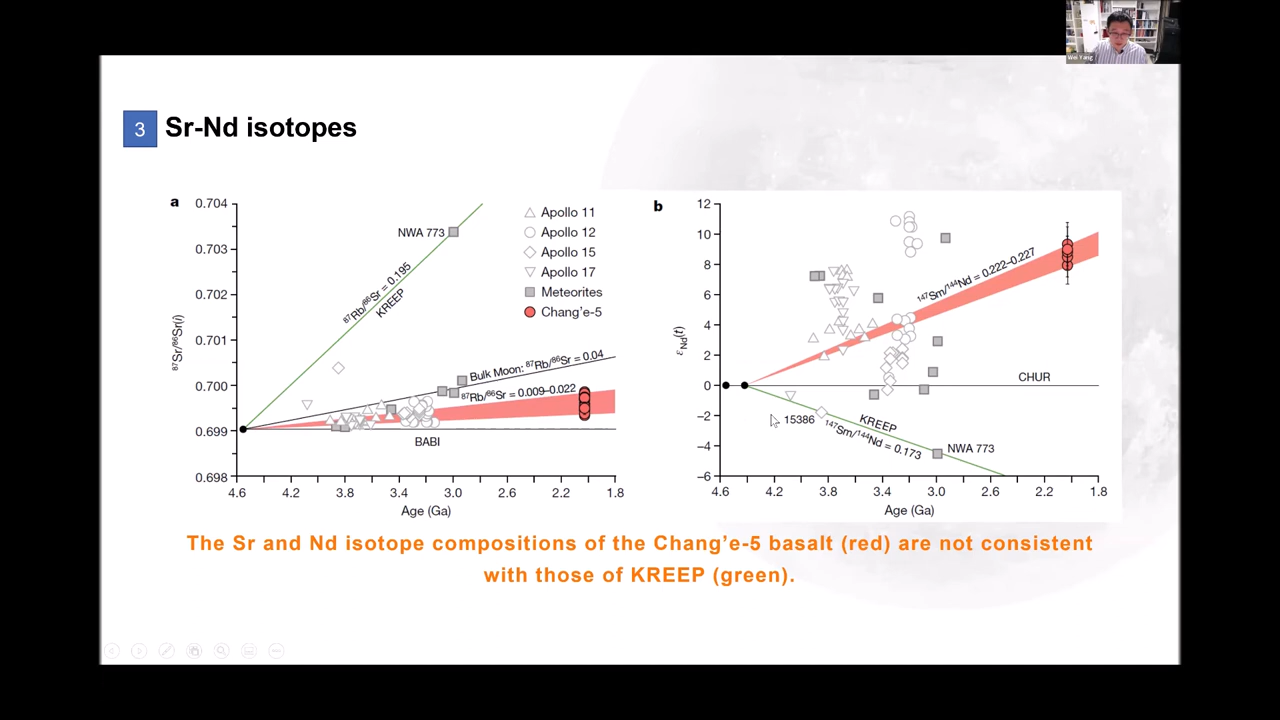 Wei Yang
3 Sr-Nd isotopes
a
0.704
0.703
0.702
0.701
0.700
0.699
0.698
⁸⁷Sr/⁸⁶Sr(i)
NWA 773
⁸⁷Rb/⁸⁶Sr = 0.195
KREEP
Apollo 11
Apollo 12
Apollo 15
Apollo 17
Meteorites
Chang’e-5
Bulk Moon: ⁸⁷Rb/⁸⁶Sr = 0.04
⁸⁷Rb/⁸⁶Sr = 0.009–0.022
BABI
4.6 4.2 3.8 3.4 3.0 2.6 2.2 1.8
Age (Ga)
b
12
10
8
6
4
2
0
–2
–4
–6
εNd(t)
¹⁴⁷Sm/¹⁴⁴Nd = 0.222–0.227
CHUR
15386
KREEP
¹⁴⁷Sm/¹⁴⁴Nd = 0.173
NWA 773
4.6 4.2 3.8 3.4 3.0 2.6 2.2 1.8
Age (Ga)
The Sr and Nd isotope compositions of the Chang’e-5 basalt (red) are not consistent
with those of KREEP (green).